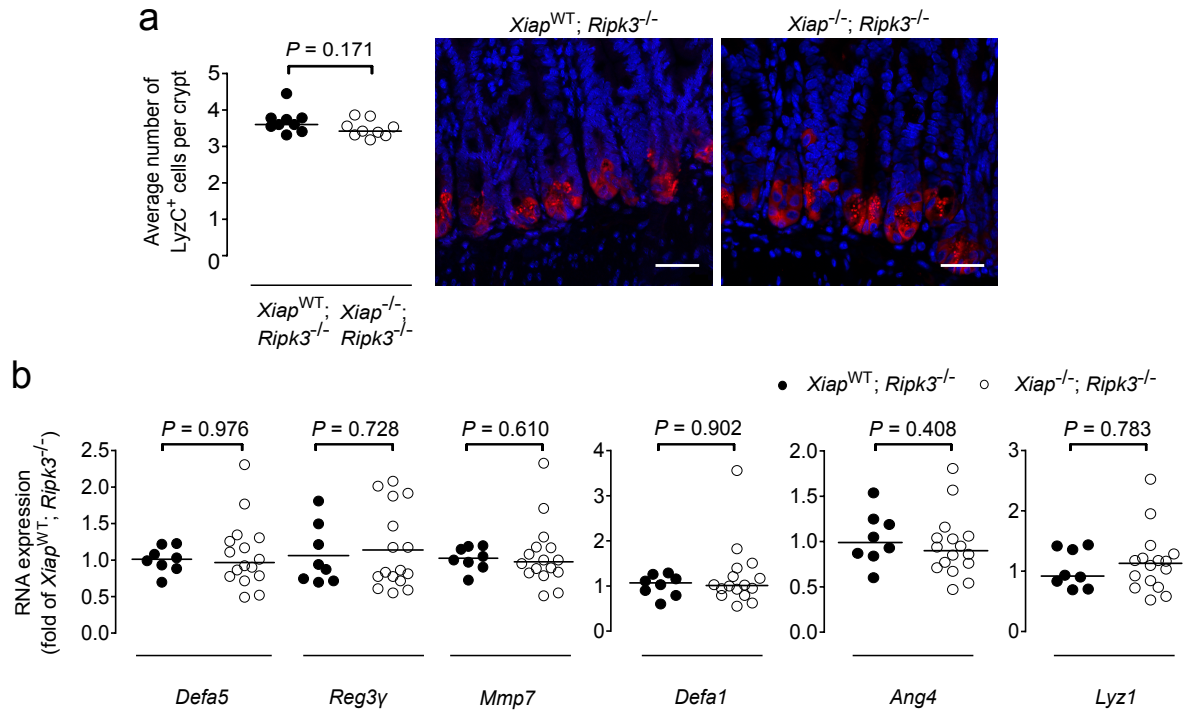 a
P = 0.171
Xiap^WT; Ripk3^-/-
Xiap^-/-; Ripk3^-/-
Average number of
LyzC^+ cells per crypt
5
4
3
2
1
0
Xiap^WT;
Ripk3^-/-
Xiap^-/-;
Ripk3^-/-
b
Xiap^WT; Ripk3^-/-
Xiap^-/-; Ripk3^-/-
RNA expression
(fold of Xiap^WT; Ripk3^-/-)
2.5
2.0
1.5
1.0
0.5
0.0
P = 0.976
Defa5
P = 0.728
Reg3γ
P = 0.610
Mmp7
4
3
2
1
0
P = 0.902
Defa1
2.0
1.5
1.0
0.5
0.0
P = 0.408
Ang4
3
2
1
0
P = 0.783
Lyz1